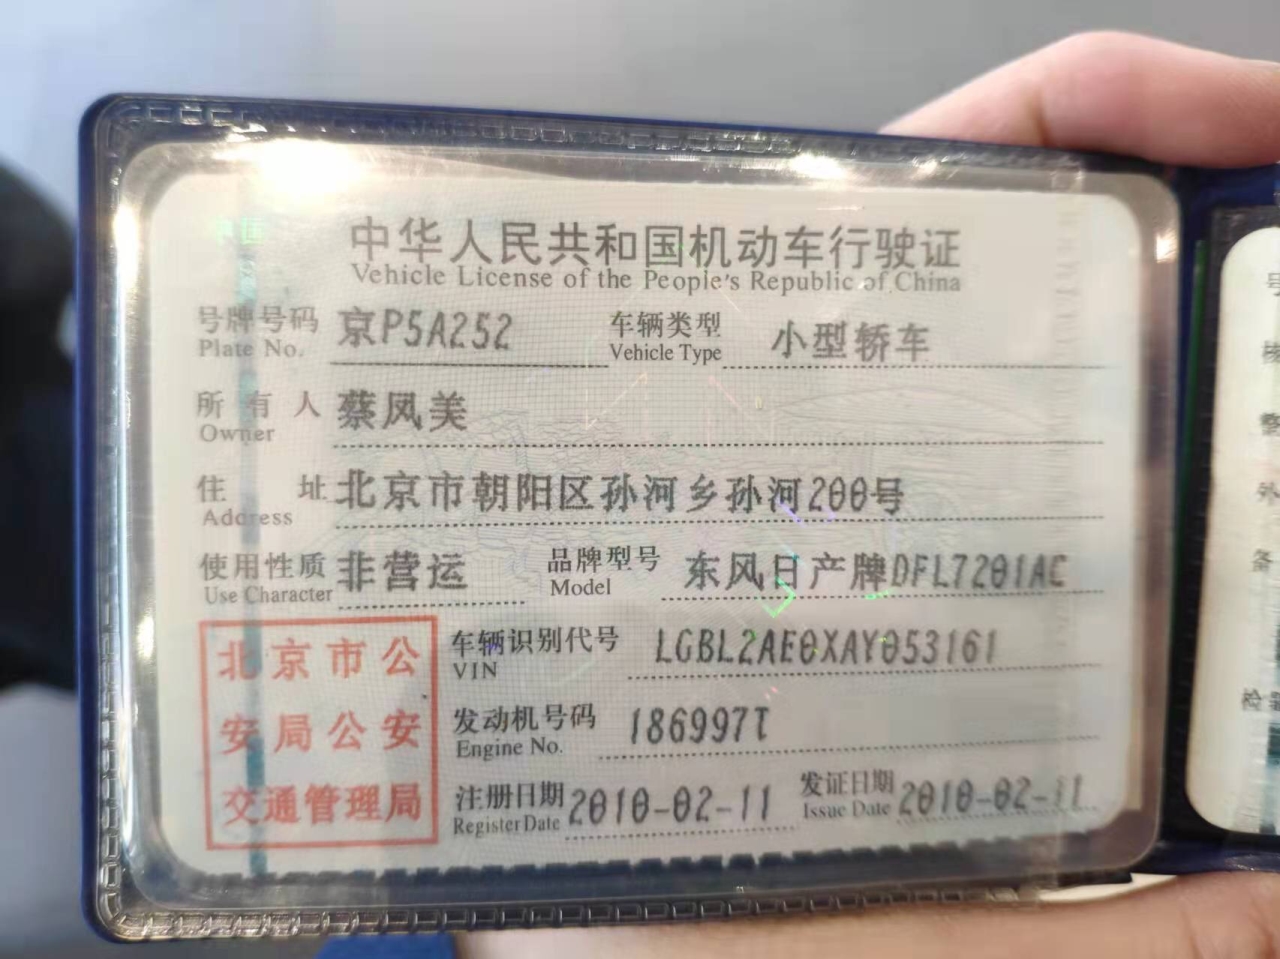 中华人民共和国机动车行驶证
Vehicle License of the People's Republic of China
号牌号码 京P5A252 车辆类型 小型轿车
Plate No. Vehicle Type
所有人 蔡凤美
Owner
住址 北京市朝阳区孙河乡孙河200号
Address
使用性质 非营运 品牌型号 东风日产牌DFL7201AC
Use Character Model
车辆识别代号 LGBL2AE0XAY053161
VIN
发动机号码 186997T
Engine No.
注册日期 2010-02-11 发证日期 2010-02-11
Register Date Issue Date
北京市公
安局公安
交通管理局
号
核
整
外
备
检验